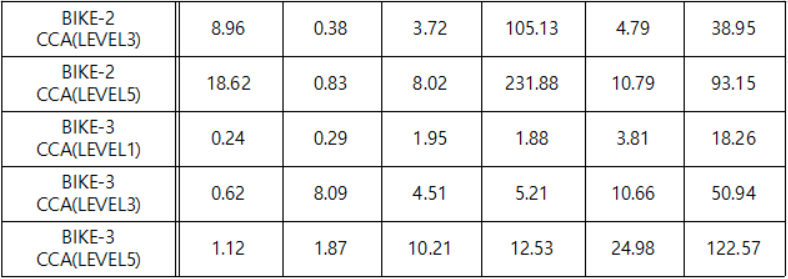 BIKE-2
CCA(LEVEL3) 8.96 0.38 3.72 105.13 4.79 38.95
BIKE-2
CCA(LEVEL5) 18.62 0.83 8.02 231.88 10.79 93.15
BIKE-3
CCA(LEVEL1) 0.24 0.29 1.95 1.88 3.81 18.26
BIKE-3
CCA(LEVEL3) 0.62 8.09 4.51 5.21 10.66 50.94
BIKE-3
CCA(LEVEL5) 1.12 1.87 10.21 12.53 24.98 122.57